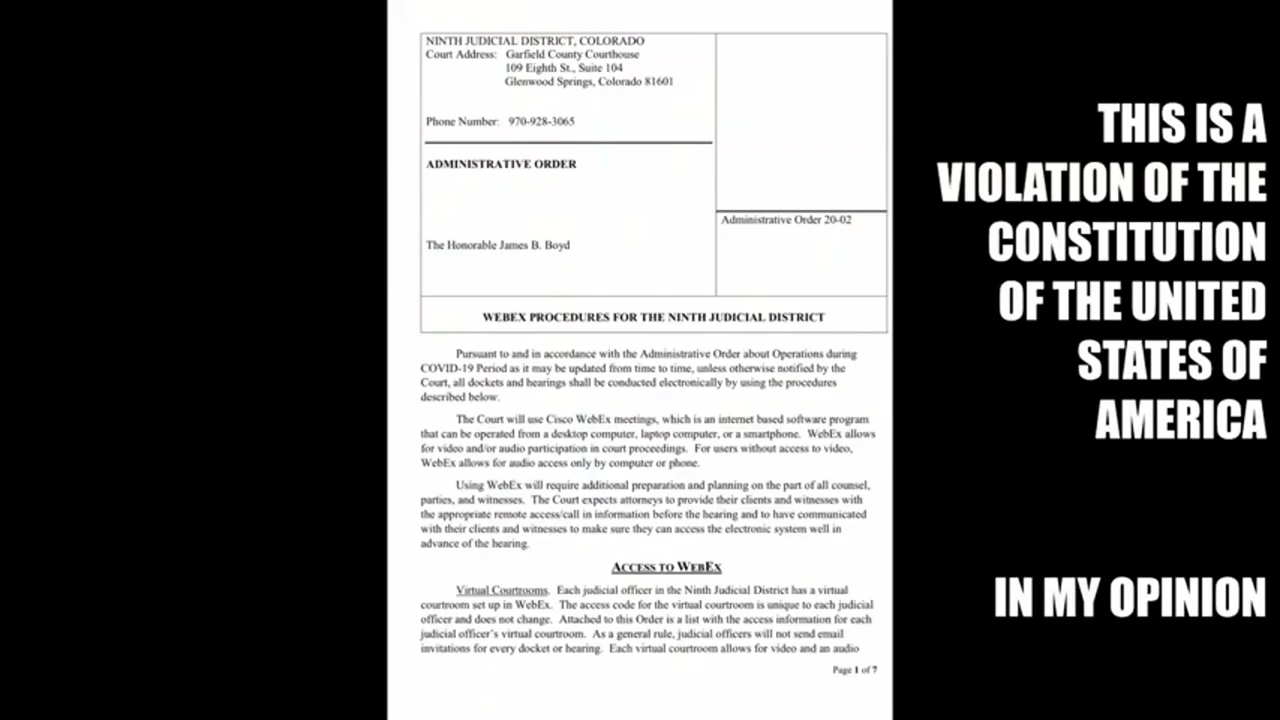 NINTH JUDICIAL DISTRICT, COLORADO
Court Address: Garfield County Courthouse
109 Eighth St., Suite 104
Glenwood Springs, Colorado 81601
Phone Number: 970-928-3065
ADMINISTRATIVE ORDER
The Honorable James B. Boyd
Administrative Order 20-02
WEBEX PROCEDURES FOR THE NINTH JUDICIAL DISTRICT
Pursuant to and in accordance with the Administrative Order about Operations during
COVID-19 Period as it may be updated from time to time, unless otherwise notified by the
Court, all dockets and hearings shall be conducted electronically by using the procedures
described below.
The Court will use Cisco WebEx meetings, which is an internet based software program
that can be operated from a desktop computer, laptop computer, or a smartphone. WebEx allows
for video and/or audio participation in court proceedings. For users without access to video,
WebEx allows for audio access only by computer or phone.
Using WebEx will require additional preparation and planning on the part of all counsel,
parties, and witnesses. The Court expects attorneys to provide their clients and witnesses with
the appropriate remote access/call in information before the hearing and to have communicated
with their clients and witnesses to make sure they can access the electronic system well in
advance of the hearing.
ACCESS TO WEBEX
Virtual Courtrooms. Each judicial officer in the Ninth Judicial District has a virtual
courtroom set up in WebEx. The access code for the virtual courtroom is unique to each judicial
officer and does not change. Attached to this Order is a list with the access information for each
judicial officer's virtual courtroom. As a general rule, judicial officers will not send email
invitations for every docket or hearing. Each virtual courtroom allows for video and an audio
Page 1 of 7
THIS IS A
VIOLATION OF THE
CONSTITUTION
OF THE UNITED
STATES OF
AMERICA
IN MY OPINION